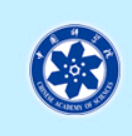 中国科学院
CHINESE ACADEMY OF SCIENCES